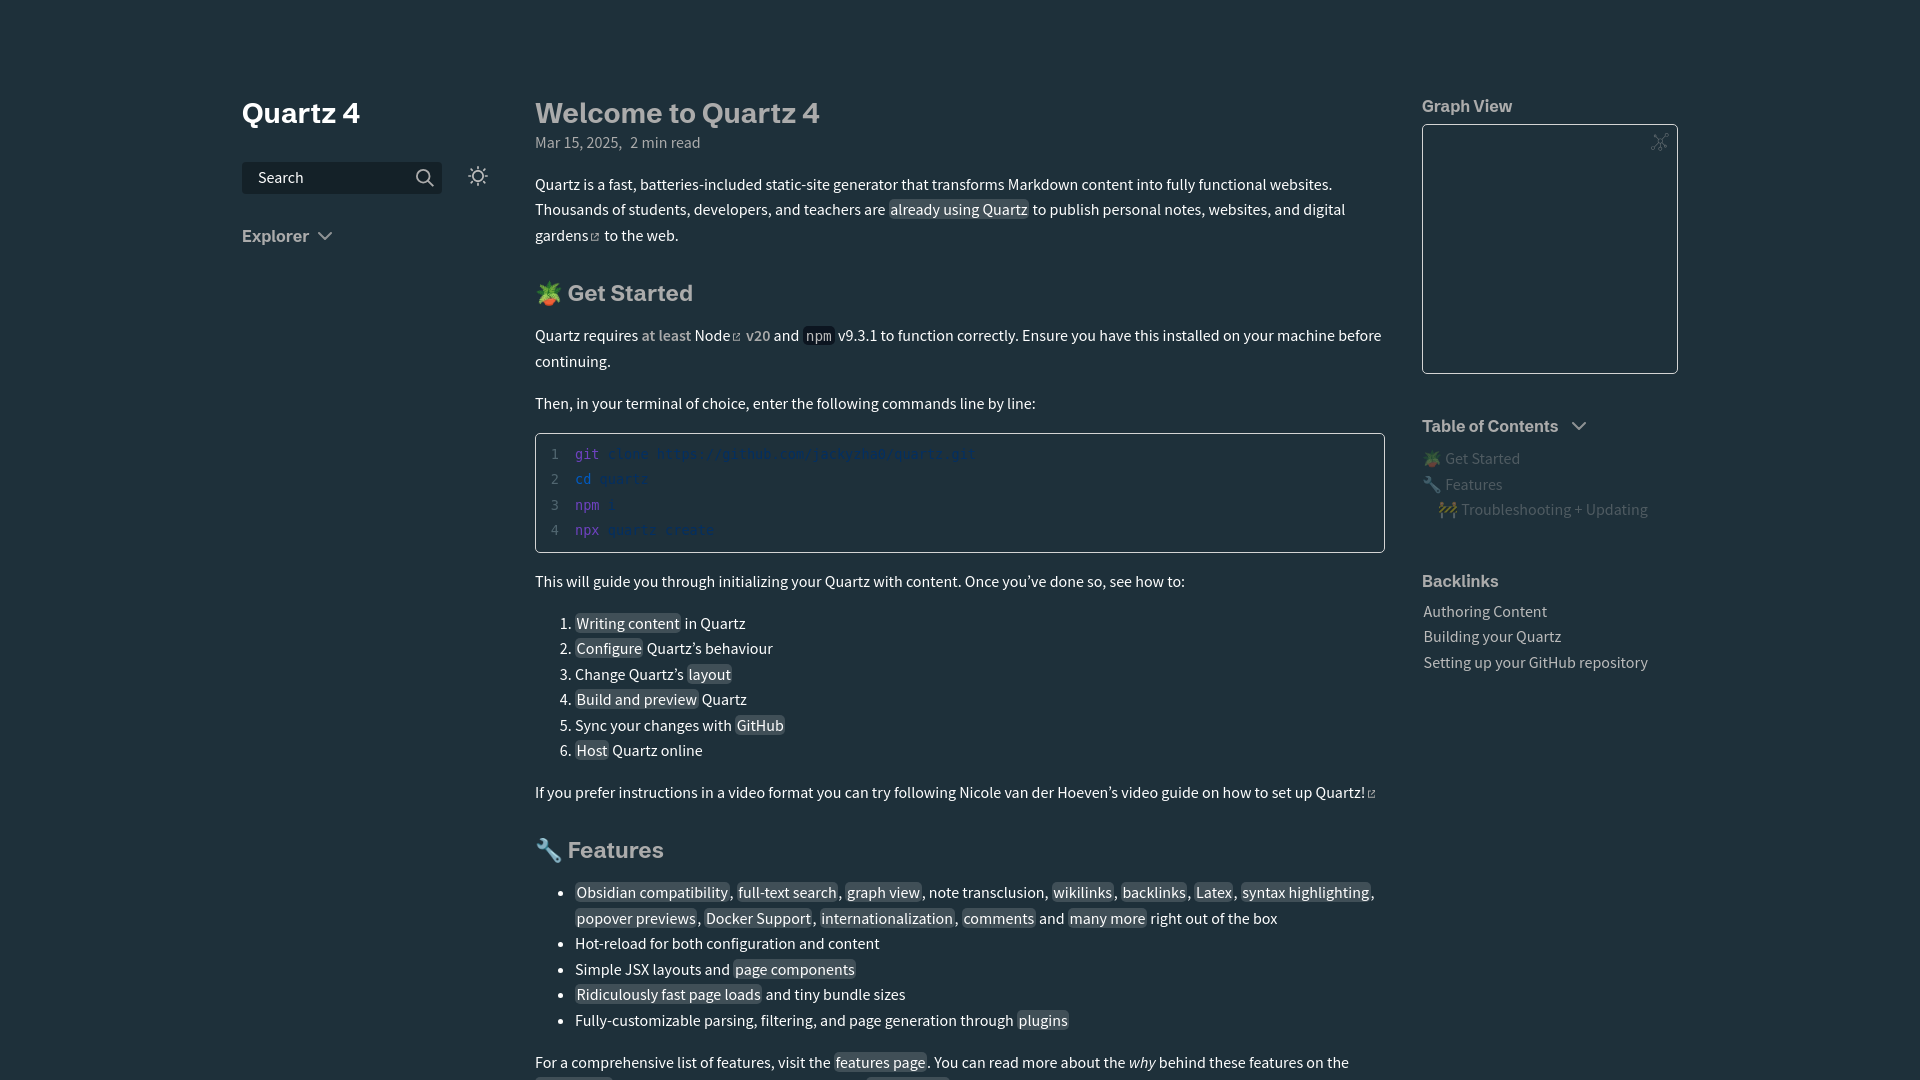 Quartz 4
Search
Explorer
Welcome to Quartz 4
Mar 15, 2025, 2 min read
Quartz is a fast, batteries-included static-site generator that transforms Markdown content into fully functional websites.
Thousands of students, developers, and teachers are already using Quartz to publish personal notes, websites, and digital
gardens to the web.
🪴 Get Started
Quartz requires at least Node v20 and npm v9.3.1 to function correctly. Ensure you have this installed on your machine before
continuing.
Then, in your terminal of choice, enter the following commands line by line:
1 git clone https://github.com/jackyzha0/quartz.git
2 cd quartz
3 npm i
4 npx quartz create
This will guide you through initializing your Quartz with content. Once you’ve done so, see how to:
1. Writing content in Quartz
2. Configure Quartz’s behaviour
3. Change Quartz’s layout
4. Build and preview Quartz
5. Sync your changes with GitHub
6. Host Quartz online
If you prefer instructions in a video format you can try following Nicole van der Hoeven’s video guide on how to set up Quartz!
🔧 Features
• Obsidian compatibility, full-text search, graph view, note transclusion, wikilinks, backlinks, Latex, syntax highlighting,
popover previews, Docker Support, internationalization, comments and many more right out of the box
• Hot-reload for both configuration and content
• Simple JSX layouts and page components
• Ridiculously fast page loads and tiny bundle sizes
• Fully-customizable parsing, filtering, and page generation through plugins
For a comprehensive list of features, visit the features page. You can read more about the why behind these features on the
Graph View
Table of Contents
🪴 Get Started
🔧 Features
🚧 Troubleshooting + Updating
Backlinks
Authoring Content
Building your Quartz
Setting up your GitHub repository